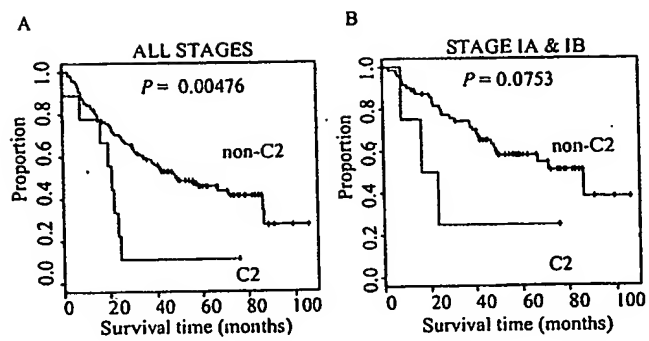 A
ALL STAGES
P = 0.00476
non-C2
C2
Proportion
0.0 0.2 0.4 0.6 0.8 1.0
0 20 40 60 80 100
Survival time (months)
B
STAGE IA & IB
P = 0.0753
non-C2
C2
Proportion
0.0 0.2 0.4 0.6 0.8 1.0
0 20 40 60 80 100
Survival time (months)